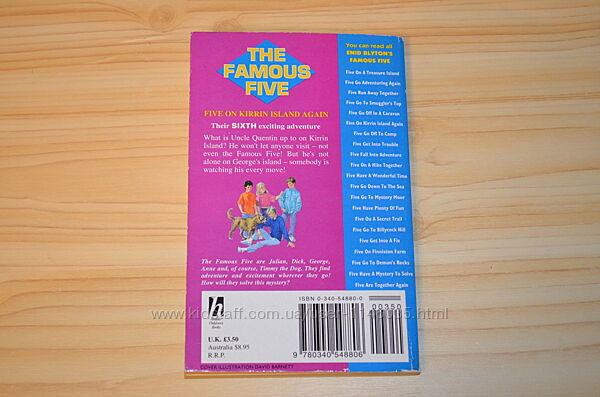 THE
FAMOUS
FIVE
FIVE ON KIRRIN ISLAND AGAIN
Their SIXTH exciting adventure
What is Uncle Quentin up to on Kirrin
Island? He won't let anyone visit – not
even the Famous Five! But he's not
alone on George's island – somebody is
watching his every move!
The Famous Five are Julian, Dick, George,
Anne and, of course, Timmy the Dog. They find
adventure and excitement wherever they go!
How will they solve this mystery?
h
Hodder
Children's
Books
U.K. £3.50
Australia $8.95
R.R.P.
COVER ILLUSTRATION DAVID BARNETT
You can read all
ENID BLYTON'S
FAMOUS FIVE
Five On A Treasure Island
Five Go Adventuring Again
Five Run Away Together
Five Go To Smuggler's Top
Five Go Off In A Caravan
Five On Kirrin Island Again
Five Go Off To Camp
Five Get Into Trouble
Five Fall Into Adventure
Five On A Hike Together
Five Have A Wonderful Time
Five Go Down To The Sea
Five Go To Mystery Moor
Five Have Plenty Of Fun
Five On A Secret Trail
Five Go To Billycock Hill
Five Get Into A Fix
Five On Finniston Farm
Five Go To Demon's Rocks
Five Have A Mystery To Solve
Five Are Together Again
ISBN 0-340-54880-0
00350
9 780340 548806